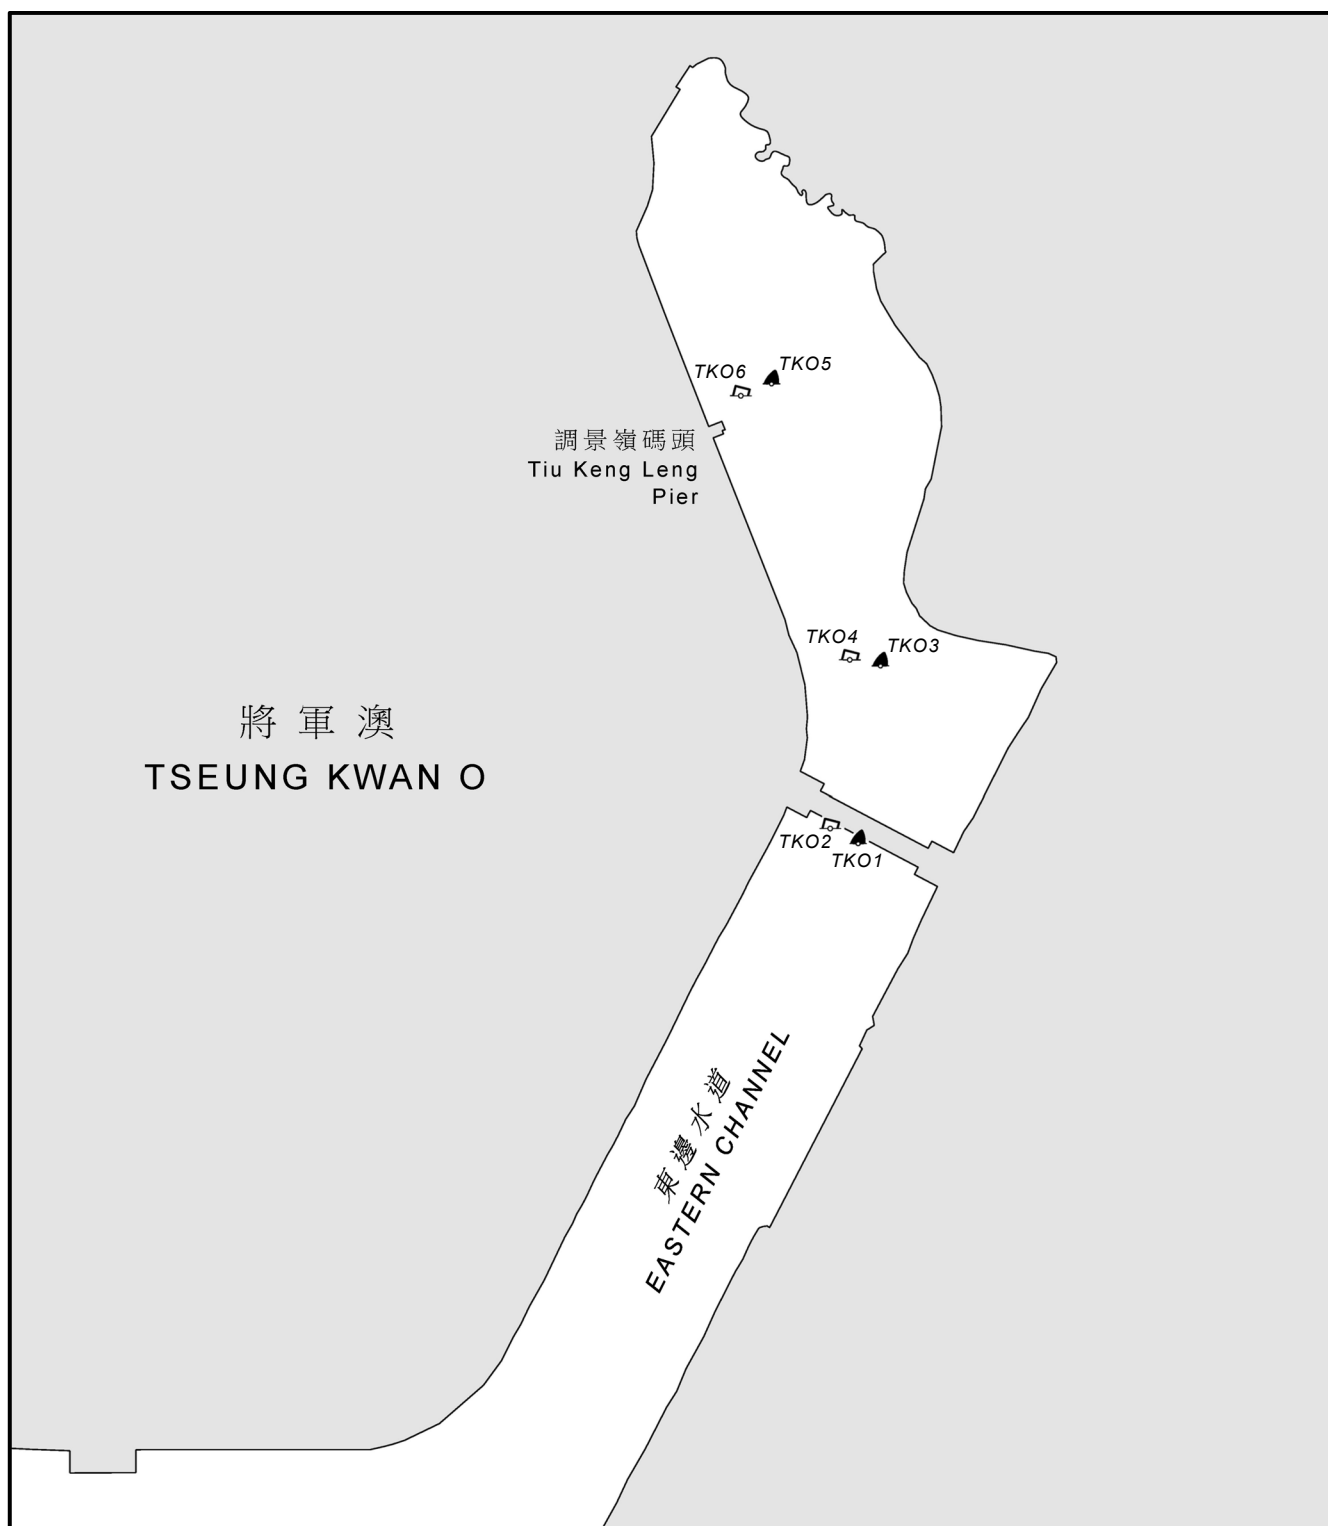 TKO5
TKO6
調景嶺碼頭
Tiu Keng Leng
Pier
TKO4
TKO3
將軍澳
TSEUNG KWAN O
TKO2
TKO1
東邊水道
EASTERN CHANNEL